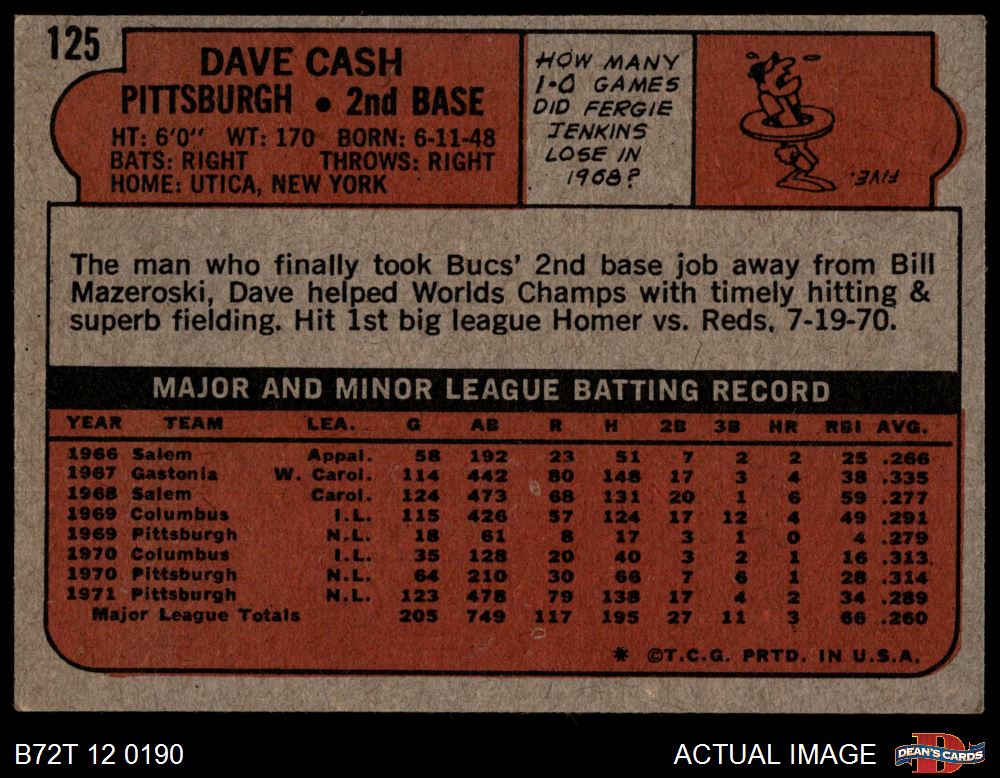 125
DAVE CASH
PITTSBURGH • 2nd BASE
HT: 6'0" WT: 170 BORN: 6-11-48
BATS: RIGHT THROWS: RIGHT
HOME: UTICA, NEW YORK
HOW MANY
1-0 GAMES
DID FERGIE
JENKINS
LOSE IN
1968?
FIVE.
The man who finally took Bucs' 2nd base job away from Bill
Mazeroski, Dave helped Worlds Champs with timely hitting &
superb fielding. Hit 1st big league Homer vs. Reds, 7-19-70.
MAJOR AND MINOR LEAGUE BATTING RECORD
YEAR TEAM LEA. G AB R H 2B 3B HR RBI AVG.
1966 Salem Appal. 58 192 23 51 7 2 2 25 .266
1967 Gastonia W. Carol. 114 442 80 148 17 3 4 38 .335
1968 Salem Carol. 124 473 68 131 20 1 6 59 .277
1969 Columbus I.L. 115 426 57 124 17 12 4 49 .291
1969 Pittsburgh N.L. 18 61 8 17 3 1 0 4 .279
1970 Columbus I.L. 35 128 20 40 3 2 1 16 .313
1970 Pittsburgh N.L. 64 210 30 66 7 6 1 28 .314
1971 Pittsburgh N.L. 123 478 79 138 17 4 2 34 .289
Major League Totals 205 749 117 195 27 11 3 66 .260
* ©T.C.G. PRTD. IN U.S.A.
B72T 12 0190
ACTUAL IMAGE
DEAN'S CARDS